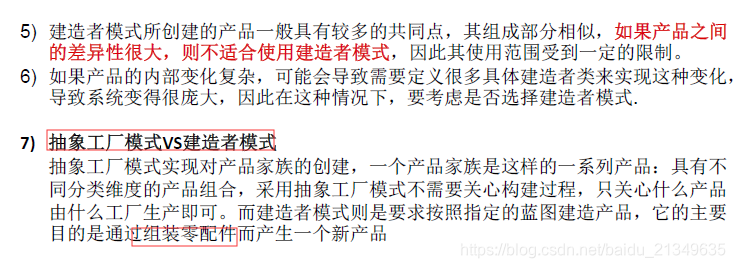 5) 建造者模式所创建的产品一般具有较多的共同点，其组成部分相似，如果产品之间
的差异性很大，则不适合使用建造者模式，因此其使用范围受到一定的限制。
6) 如果产品的内部变化复杂，可能会导致需要定义很多具体建造者类来实现这种变化，
导致系统变得很庞大，因此在这种情况下，要考虑是否选择建造者模式.
7) 抽象工厂模式VS建造者模式
抽象工厂模式实现对产品家族的创建，一个产品家族是这样的一系列产品：具有不
同分类维度的产品组合，采用抽象工厂模式不需要关心构建过程，只关心什么产品
由什么工厂生产即可。而建造者模式则是要求按照指定的蓝图建造产品，它的主要
目的是通过组装零配件而产生一个新产品
https://blog.csdn.net/baidu_21349635